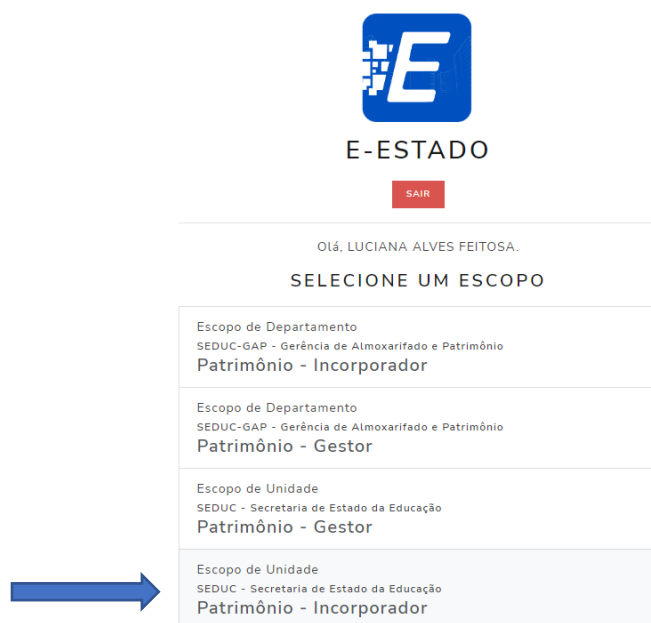 E
E-ESTADO
SAIR
Olá, LUCIANA ALVES FEITOSA.
SELECIONE UM ESCOPO
Escopo de Departamento
SEDUC-GAP - Gerência de Almoxarifado e Patrimônio
Patrimônio - Incorporador
Escopo de Departamento
SEDUC-GAP - Gerência de Almoxarifado e Patrimônio
Patrimônio - Gestor
Escopo de Unidade
SEDUC - Secretaria de Estado da Educação
Patrimônio - Gestor
Escopo de Unidade
SEDUC - Secretaria de Estado da Educação
Patrimônio - Incorporador